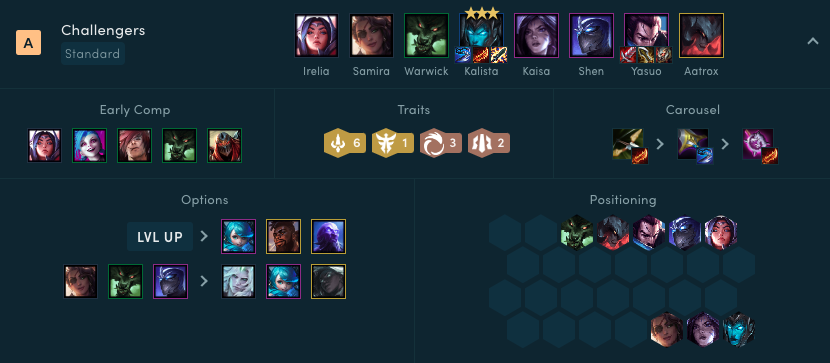 A
Challengers
Standard
Irelia
Samira
Warwick
Kalista
Kaisa
Shen
Yasuo
Aatrox
Early Comp
Traits
Carousel
6
1
3
2
Options
Positioning
LVL UP